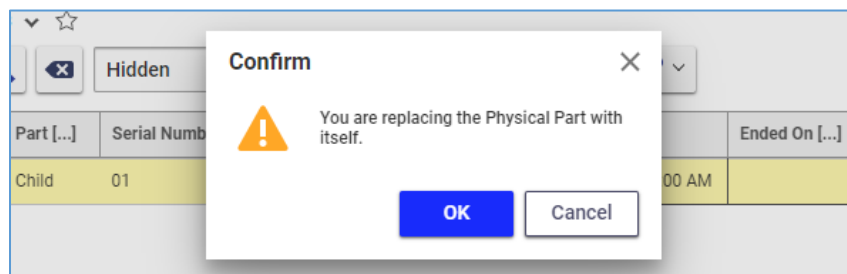 Confirm
Hidden
You are replacing the Physical Part with
itself.
Part [...] Serial Numb Ended On [...]
Child 01 00 AM
OK Cancel